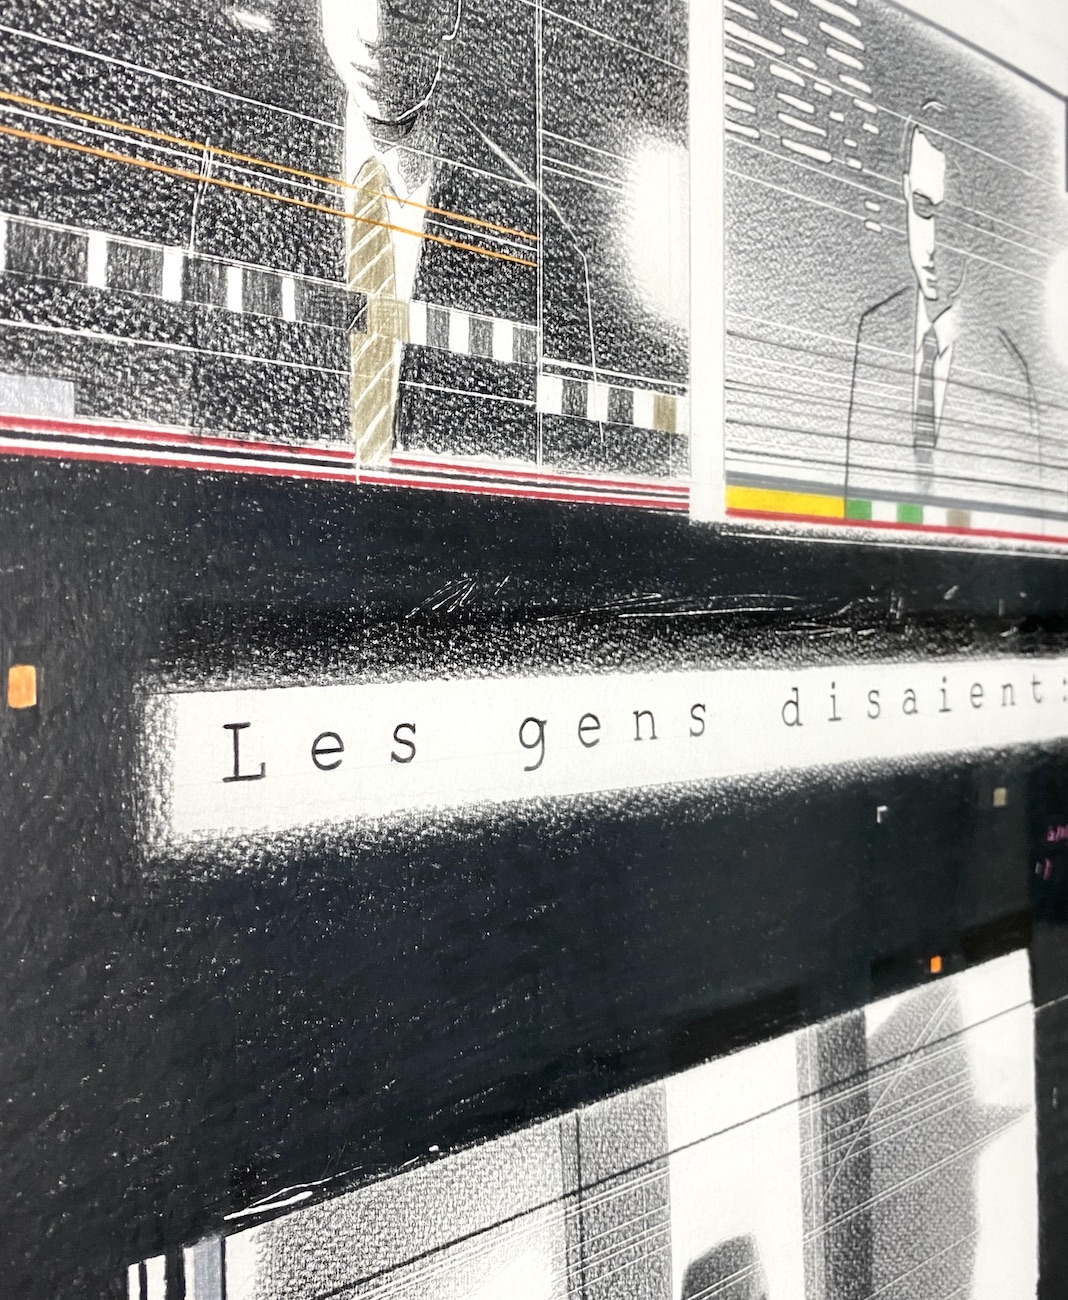 Les gens disaient: